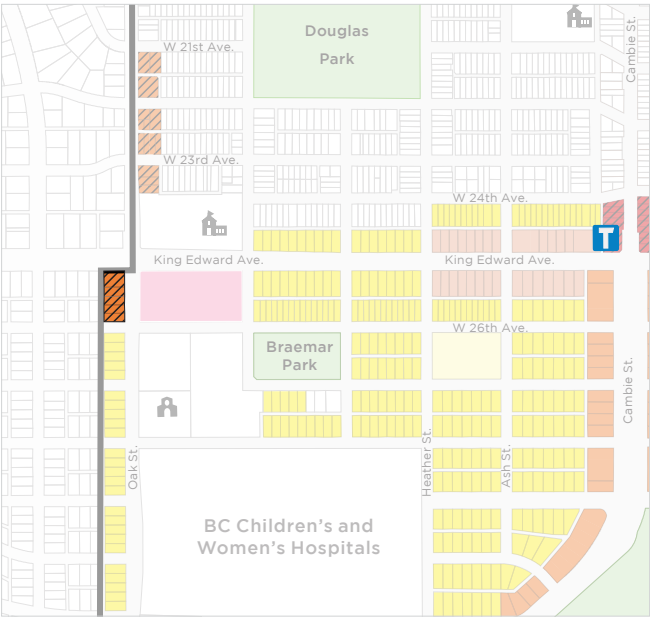 Douglas
Park
Cambie St.
W 21st Ave.
W 23rd Ave.
W 24th Ave.
T
King Edward Ave.
King Edward Ave.
W 26th Ave.
Braemar
Park
Cambie St.
Oak St.
Heather St.
Ash St.
BC Children's and
Women's Hospitals